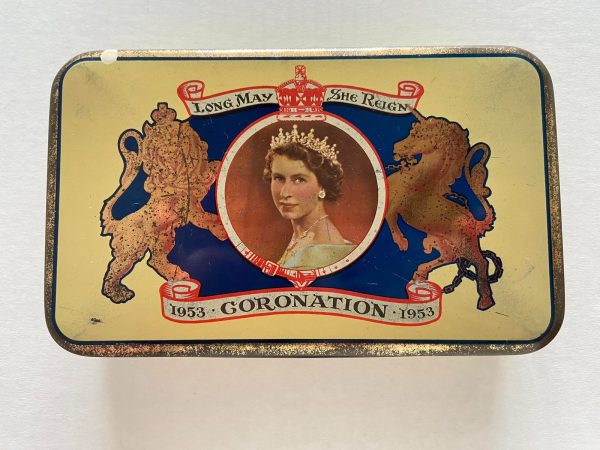 Long May She Reign
1953 · CORONATION · 1953